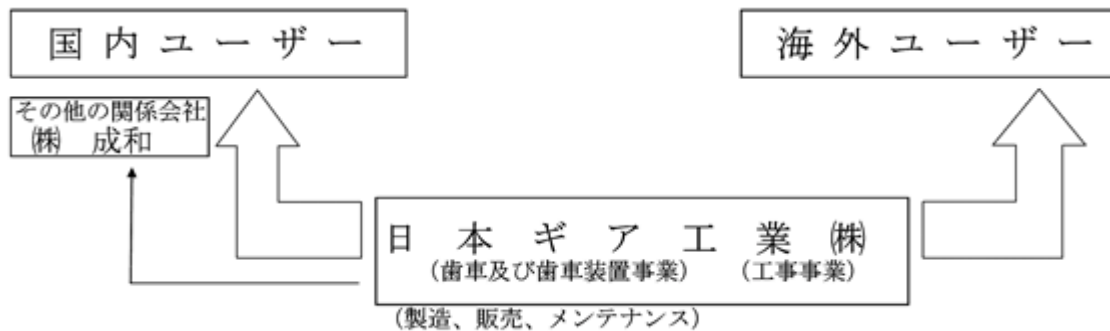 国内ユーザー
海外ユーザー
その他の関係会社
㈱ 成和
日本ギア工業㈱
(歯車及び歯車装置事業) (工事事業)
(製造、販売、メンテナンス)